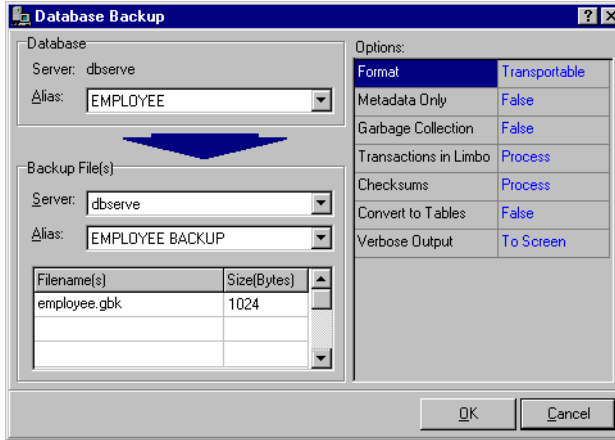 Database Backup
Database
Server: dbserve
Alias: EMPLOYEE
Backup File(s)
Server: dbserve
Alias: EMPLOYEE BACKUP
Filename(s) Size(Bytes)
employee.gbk 1024
Options:
Format Transportable
Metadata Only False
Garbage Collection False
Transactions in Limbo Process
Checksums Process
Convert to Tables False
Verbose Output To Screen
OK Cancel